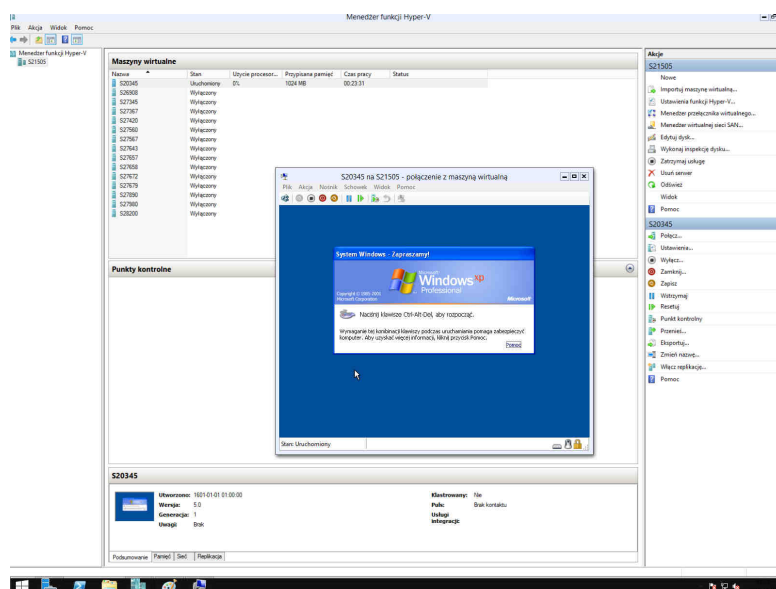 Menedżer funkcji Hyper-V
Plik Akcja Widok Pomoc
Menedżer funkcji Hyper-V
S21505
Maszyny wirtualne
Nazwa Stan Użycie procesor... Przypisana pamięć Czas pracy Status
S20345 Uruchomiony 0% 1024 MB 00:23:31
S26908 Wyłączony
S27345 Wyłączony
S27367 Wyłączony
S27420 Wyłączony
S27560 Wyłączony
S27567 Wyłączony
S27643 Wyłączony
S27657 Wyłączony
S27658 Wyłączony
S27672 Wyłączony
S27679 Wyłączony
S27890 Wyłączony
S27980 Wyłączony
S28200 Wyłączony
Punkty kontrolne
S20345 na S21505 - połączenie z maszyną wirtualną
Plik Akcja Nośnik Schowek Widok Pomoc
System Windows - Zapraszamy!
Microsoft
Windows xp
Professional
Copyright © 1985-2005
Microsoft Corporation
Microsoft
Naciśnij klawisze Ctrl-Alt-Del, aby rozpocząć.
Wymaganie tej kombinacji klawiszy podczas uruchamiania pomaga zabezpieczyć
komputer. Aby uzyskać więcej informacji, kliknij przycisk Pomoc.
Pomoc
Stan: Uruchomiony
S20345
Utworzono: 1601-01-01 01:00:00
Wersja: 5.0
Generacja: 1
Uwagi: Brak
Klastrowany: Nie
Puls: Brak kontaktu
Usługi
integracji:
Podsumowanie Pamięć Sieć Replikacja
Akcje
S21505
Nowe
Importuj maszynę wirtualną...
Ustawienia funkcji Hyper-V...
Menedżer przełącznika wirtualnego...
Menedżer wirtualnej sieci SAN...
Edytuj dysk...
Wykonaj inspekcję dysku...
Zatrzymaj usługę
Usuń serwer
Odśwież
Widok
Pomoc
S20345
Połącz...
Ustawienia...
Wyłącz...
Zamknij...
Zapisz
Wstrzymaj
Resetuj
Punkt kontrolny
Przenieś...
Eksportuj...
Zmień nazwę...
Włącz replikację...
Pomoc